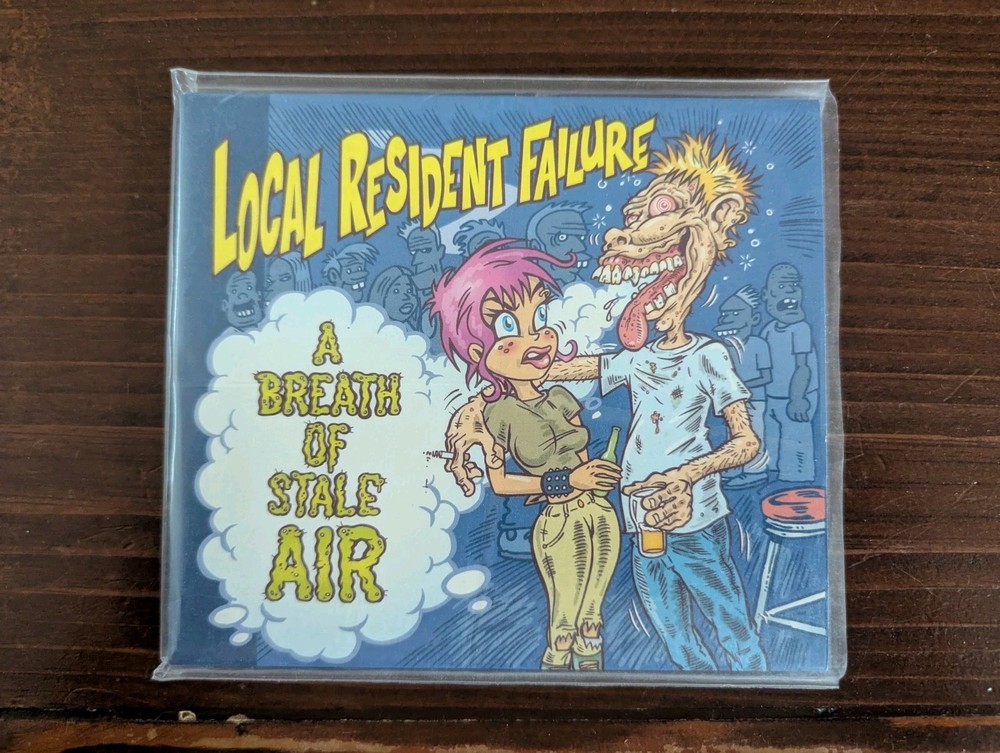 LOCAL RESIDENT FAILURE
A
BREATH
OF
STALE
AIR